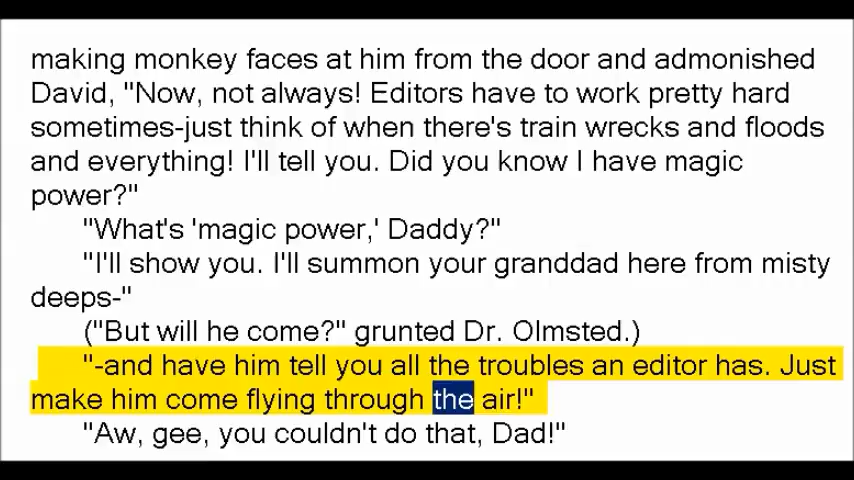 making monkey faces at him from the door and admonished
David, "Now, not always! Editors have to work pretty hard
sometimes-just think of when there's train wrecks and floods
and everything! I'll tell you. Did you know I have magic
power?"
"What's 'magic power,' Daddy?"
"I'll show you. I'll summon your granddad here from misty
deeps-"
("But will he come?" grunted Dr. Olmsted.)
"-and have him tell you all the troubles an editor has. Just
make him come flying through the air!"
"Aw, gee, you couldn't do that, Dad!"